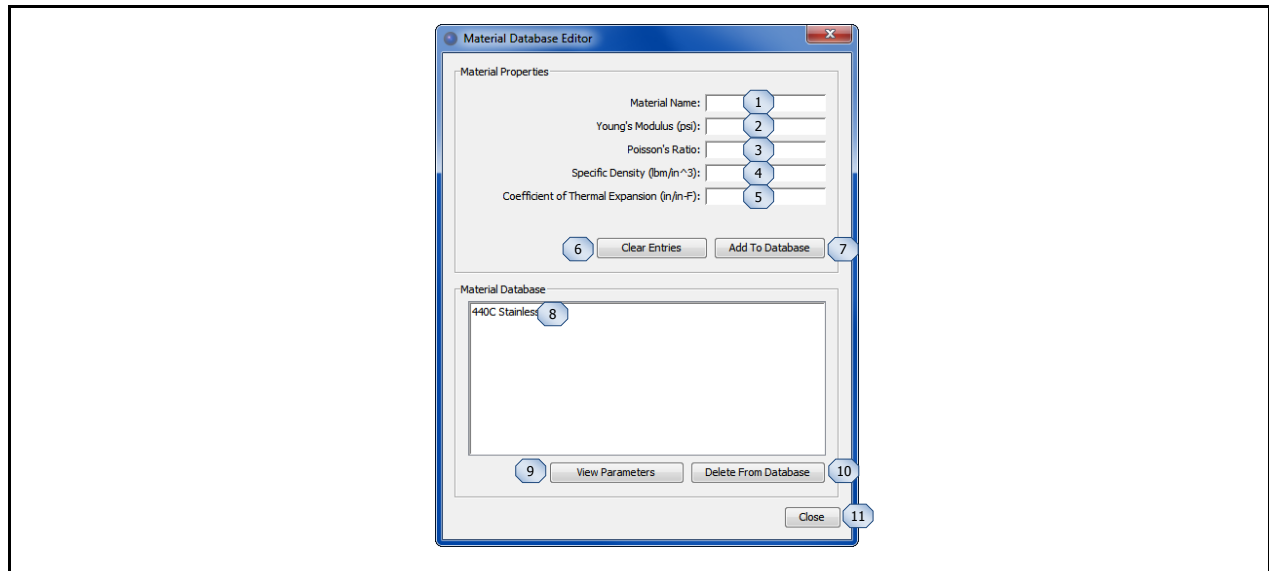 Material Database Editor
x
Material Properties
Material Name: 1
Young's Modulus (psi): 2
Poisson's Ratio: 3
Specific Density (lbm/in^3): 4
Coefficient of Thermal Expansion (in/in-F): 5
6 Clear Entries Add To Database 7
Material Database
440C Stainless 8
9 View Parameters Delete From Database 10
Close 11